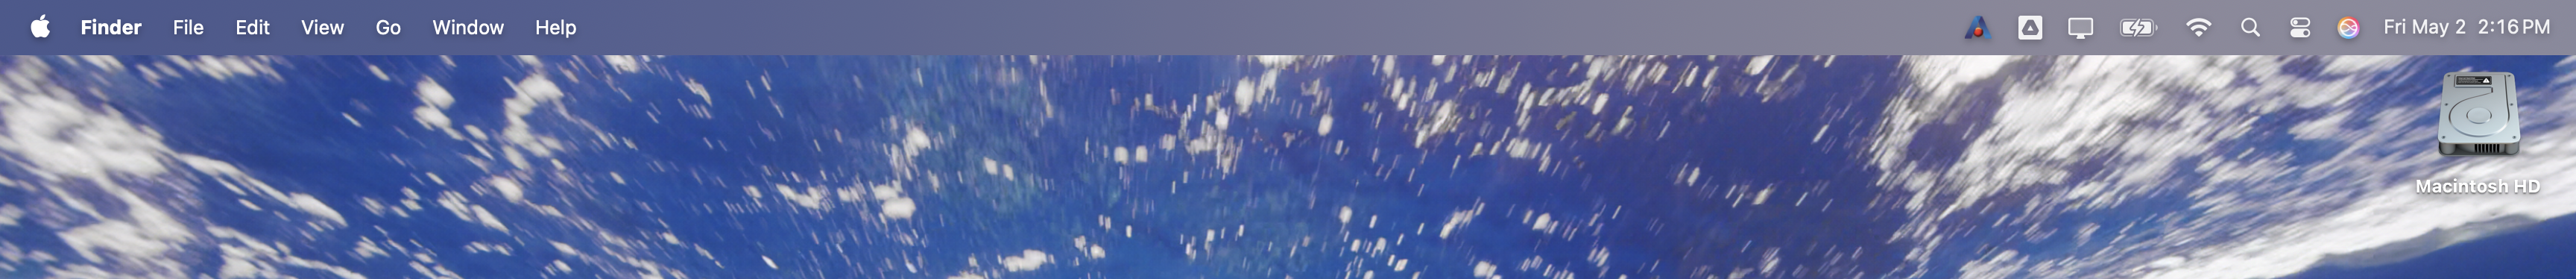 Finder File Edit View Go Window Help Fri May 2 2:16 PM
Macintosh HD